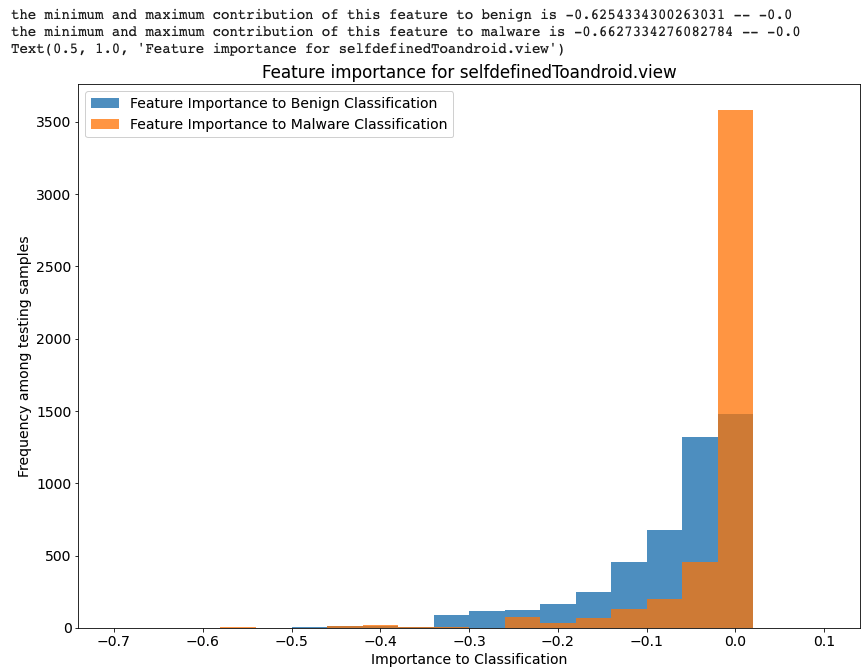 the minimum and maximum contribution of this feature to benign is -0.6254334300263031 -- -0.0
the minimum and maximum contribution of this feature to malware is -0.6627334276082784 -- -0.0
Text(0.5, 1.0, 'Feature importance for selfdefinedToandroid.view')
Feature importance for selfdefinedToandroid.view
Feature Importance to Benign Classification
Feature Importance to Malware Classification
3500
3000
2500
2000
1500
1000
500
0
Frequency among testing samples
−0.7 −0.6 −0.5 −0.4 −0.3 −0.2 −0.1 0.0 0.1
Importance to Classification